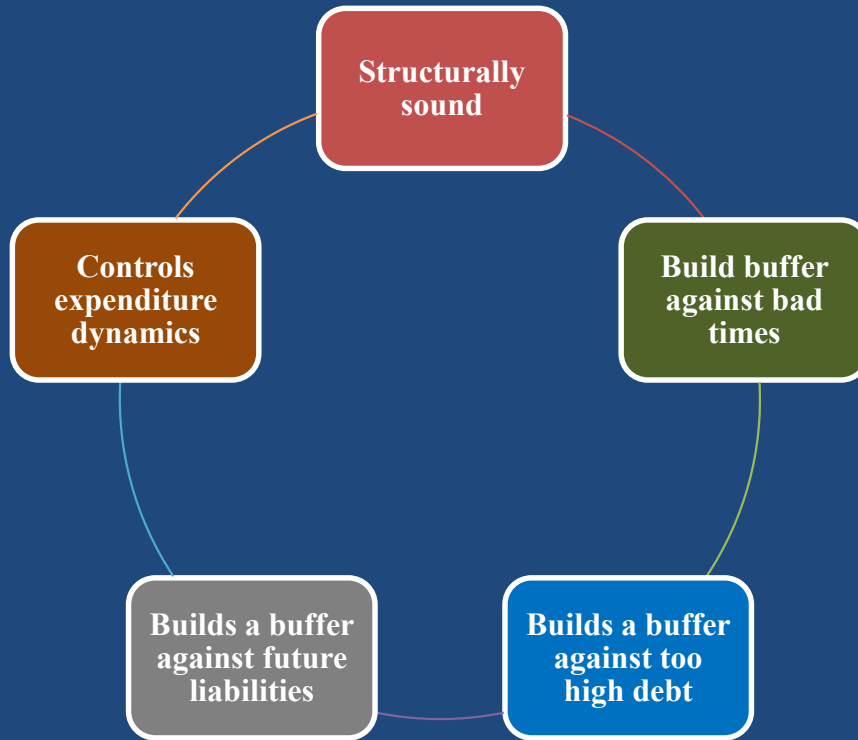 Structurally
sound
Build buffer
against bad
times
Builds a buffer
against too
high debt
Builds a buffer
against future
liabilities
Controls
expenditure
dynamics